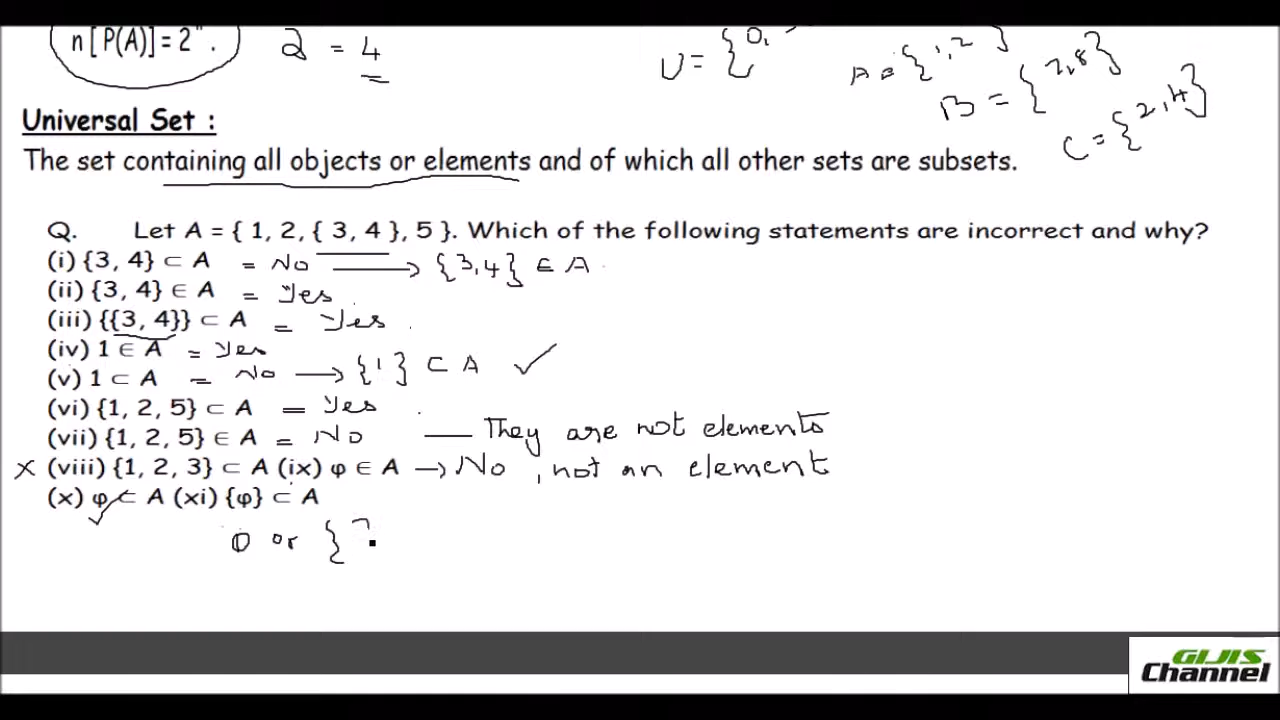 n[P(A)]=2ⁿ. 2 = 4 U = {0,
A = {1,2 }
B = {7,8}
C = {2,4}
Universal Set :
The set containing all objects or elements and of which all other sets are subsets.
Q. Let A = { 1, 2, { 3, 4 }, 5 }. Which of the following statements are incorrect and why?
(i) {3, 4} ⊂ A = No → {3,4} ∈ A
(ii) {3, 4} ∈ A = Yes
(iii) {{3, 4}} ⊂ A = Yes
(iv) 1 ∈ A = Yes
(v) 1 ⊂ A = No → {1} ⊂ A ✓
(vi) {1, 2, 5} ⊂ A = Yes
(vii) {1, 2, 5} ∈ A = No — They are not elements
x (viii) {1, 2, 3} ⊂ A (ix) φ ∈ A → No, not an element
(x) φ ⊂ A (xi) {φ} ⊂ A
or {
GIJIS
Channel